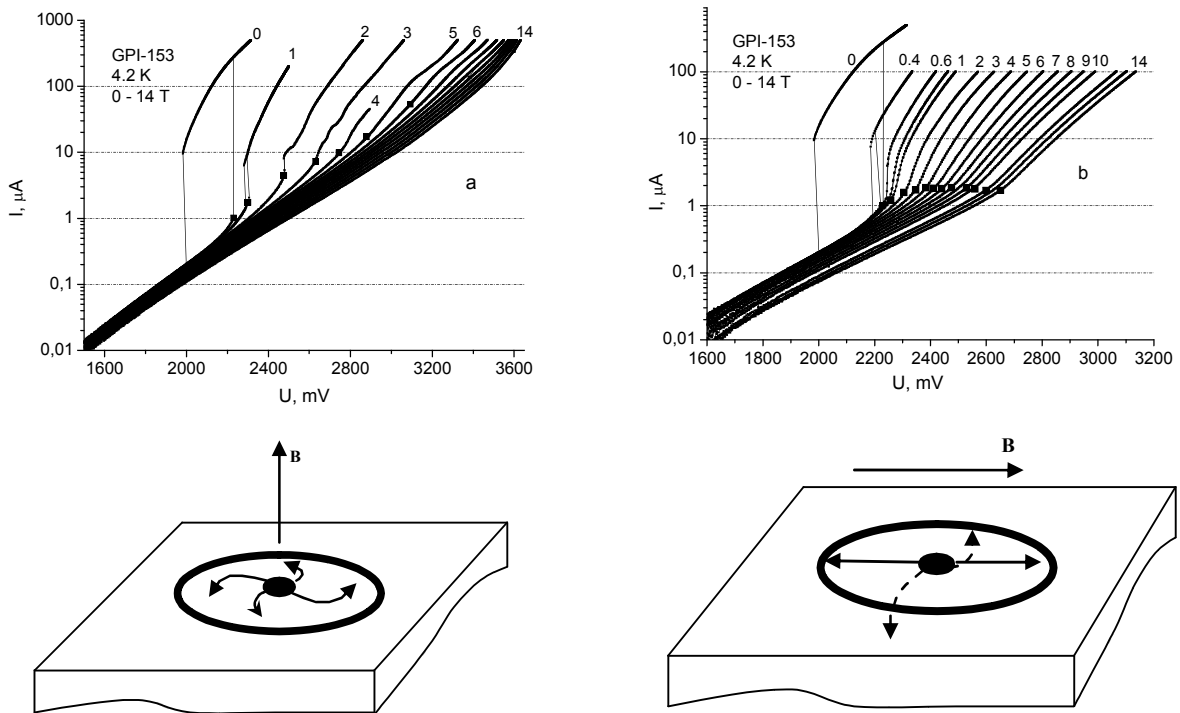 1000
100
10
1
0,1
0,01
I, μA
GPI-153
4.2 K
0 - 14 T
0
1
2
3
4
5
6
14
a
1600 2000 2400 2800 3200 3600
U, mV
100
10
1
0,1
0,01
I, μA
GPI-153
4.2 K
0 - 14 T
0
0.4
0.6
1
2
3
4
5
6
7
8
9
10
14
b
1600 1800 2000 2200 2400 2600 2800 3000 3200
U, mV
B
B